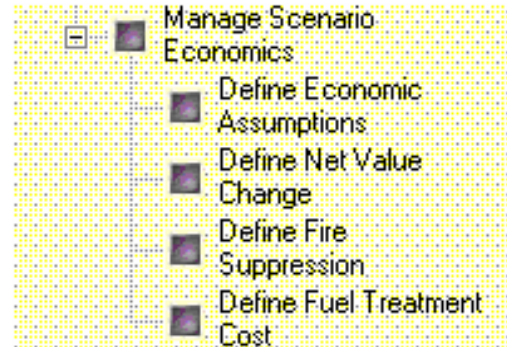 Manage Scenario
Economics
Define Economic
Assumptions
Define Net Value
Change
Define Fire
Suppression
Define Fuel Treatment
Cost